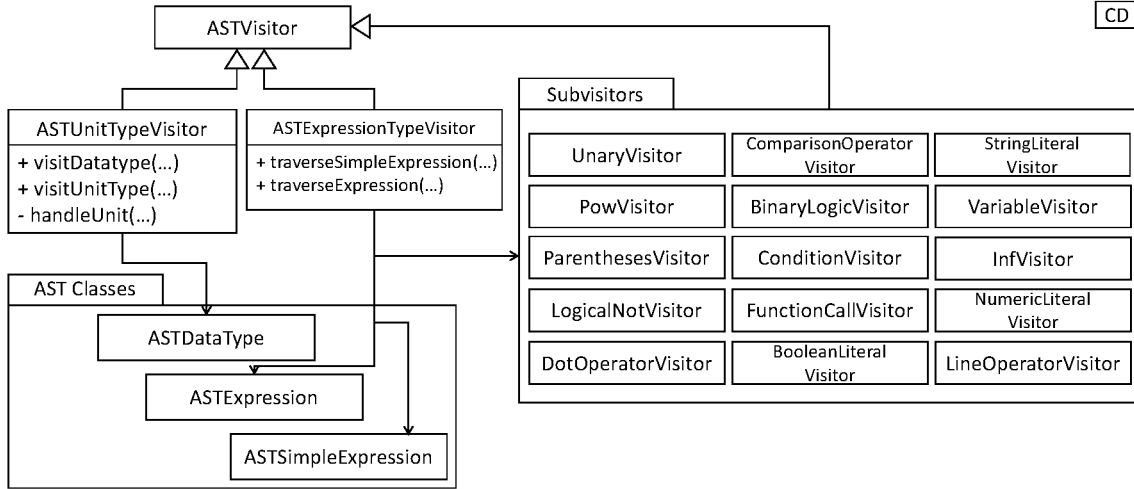 CD
ASTVisitor
ASTUnitTypeVisitor
+ visitDatatype(...)
+ visitUnitType(...)
- handleUnit(...)
ASTExpressionTypeVisitor
+ traverseSimpleExpression(...)
+ traverseExpression(...)
Subvisitors
UnaryVisitor
ComparisonOperator
Visitor
StringLiteral
Visitor
PowVisitor
BinaryLogicVisitor
VariableVisitor
ParenthesesVisitor
ConditionVisitor
InfVisitor
LogicalNotVisitor
FunctionCallVisitor
NumericLiteral
Visitor
DotOperatorVisitor
BooleanLiteral
Visitor
LineOperatorVisitor
AST Classes
ASTDataType
ASTExpression
ASTSimpleExpression